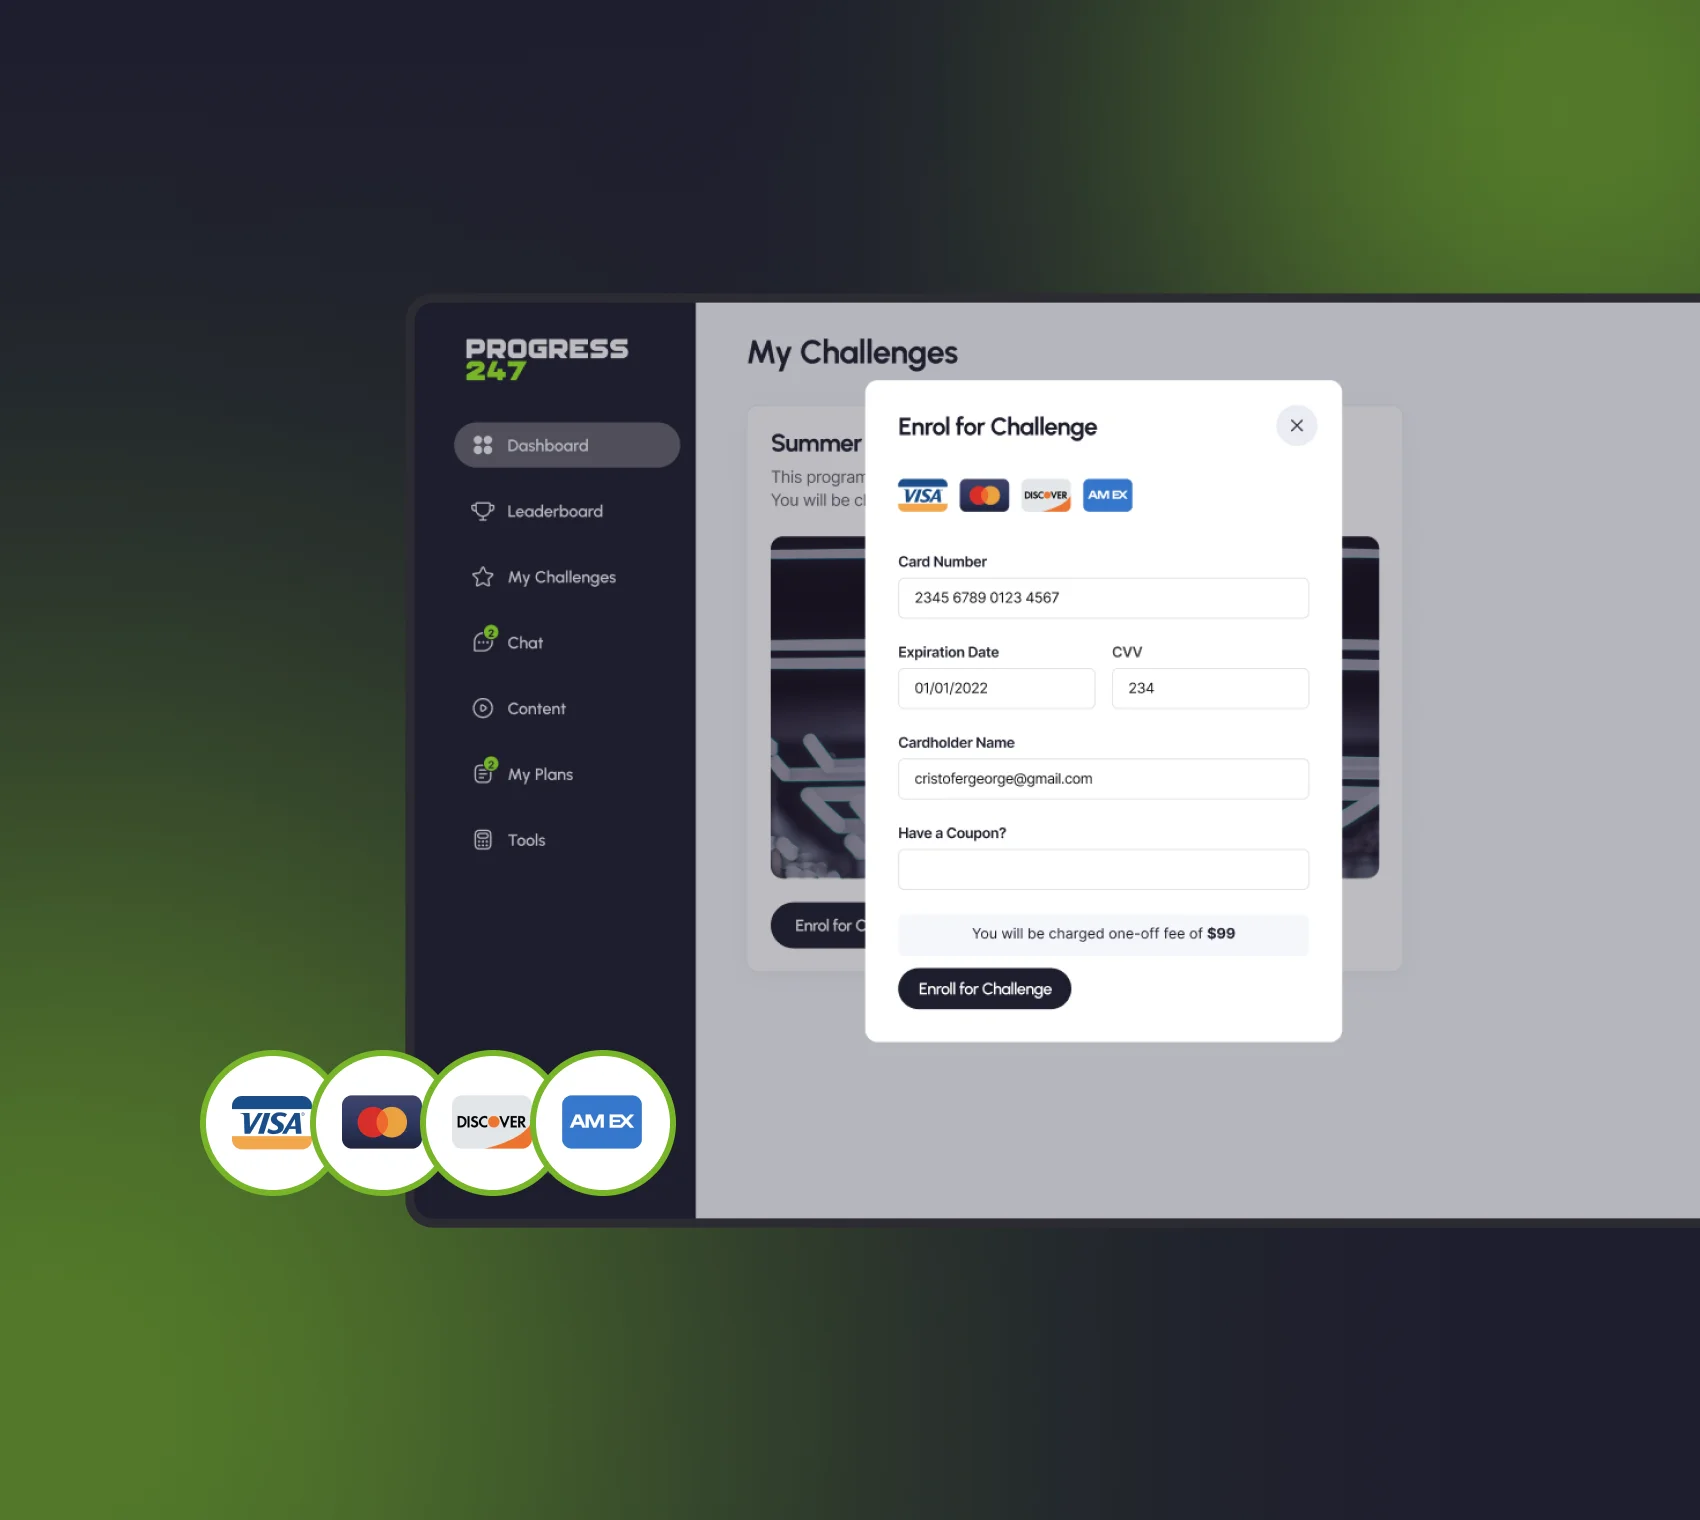 PROGRESS
247
Dashboard
Leaderboard
My Challenges
2
Chat
Content
2
My Plans
Tools
My Challenges
Summer
This program
You will be cl
Enrol for C
Enrol for Challenge
VISA
DISCOVER
AM EX
Card Number
2345 6789 0123 4567
Expiration Date
CVV
01/01/2022
234
Cardholder Name
cristofergeorge@gmail.com
Have a Coupon?
You will be charged one-off fee of $99
Enroll for Challenge
VISA
DISCOVER
AM EX